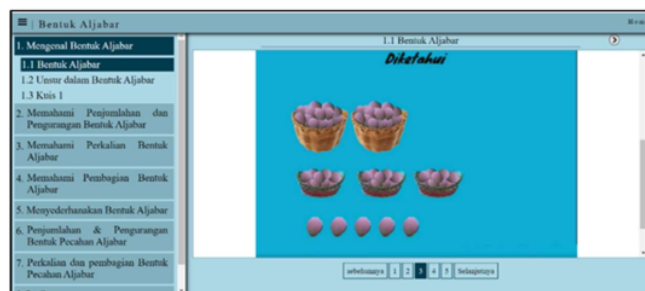 ≡ | Bentuk Aljabar
1. Mengenal Bentuk Aljabar
1.1 Bentuk Aljabar
1.2 Unsur dalam Bentuk Aljabar
1.3 Kuis 1
2. Memahami Penjumlahan dan
Pengurangan Bentuk Aljabar
3. Memahami Perkalian Bentuk
Aljabar
4. Memahami Pembagian Bentuk
Aljabar
5. Menyederhanakan Bentuk Aljabar
6. Penjumlahan & Pengurangan
Bentuk Pecahan Aljabar
7. Perkalian dan pembagian Bentuk
Pecahan Aljabar
1.1 Bentuk Aljabar
Diketahui
sebelumnya 1 2 3 4 5 Selanjutnya